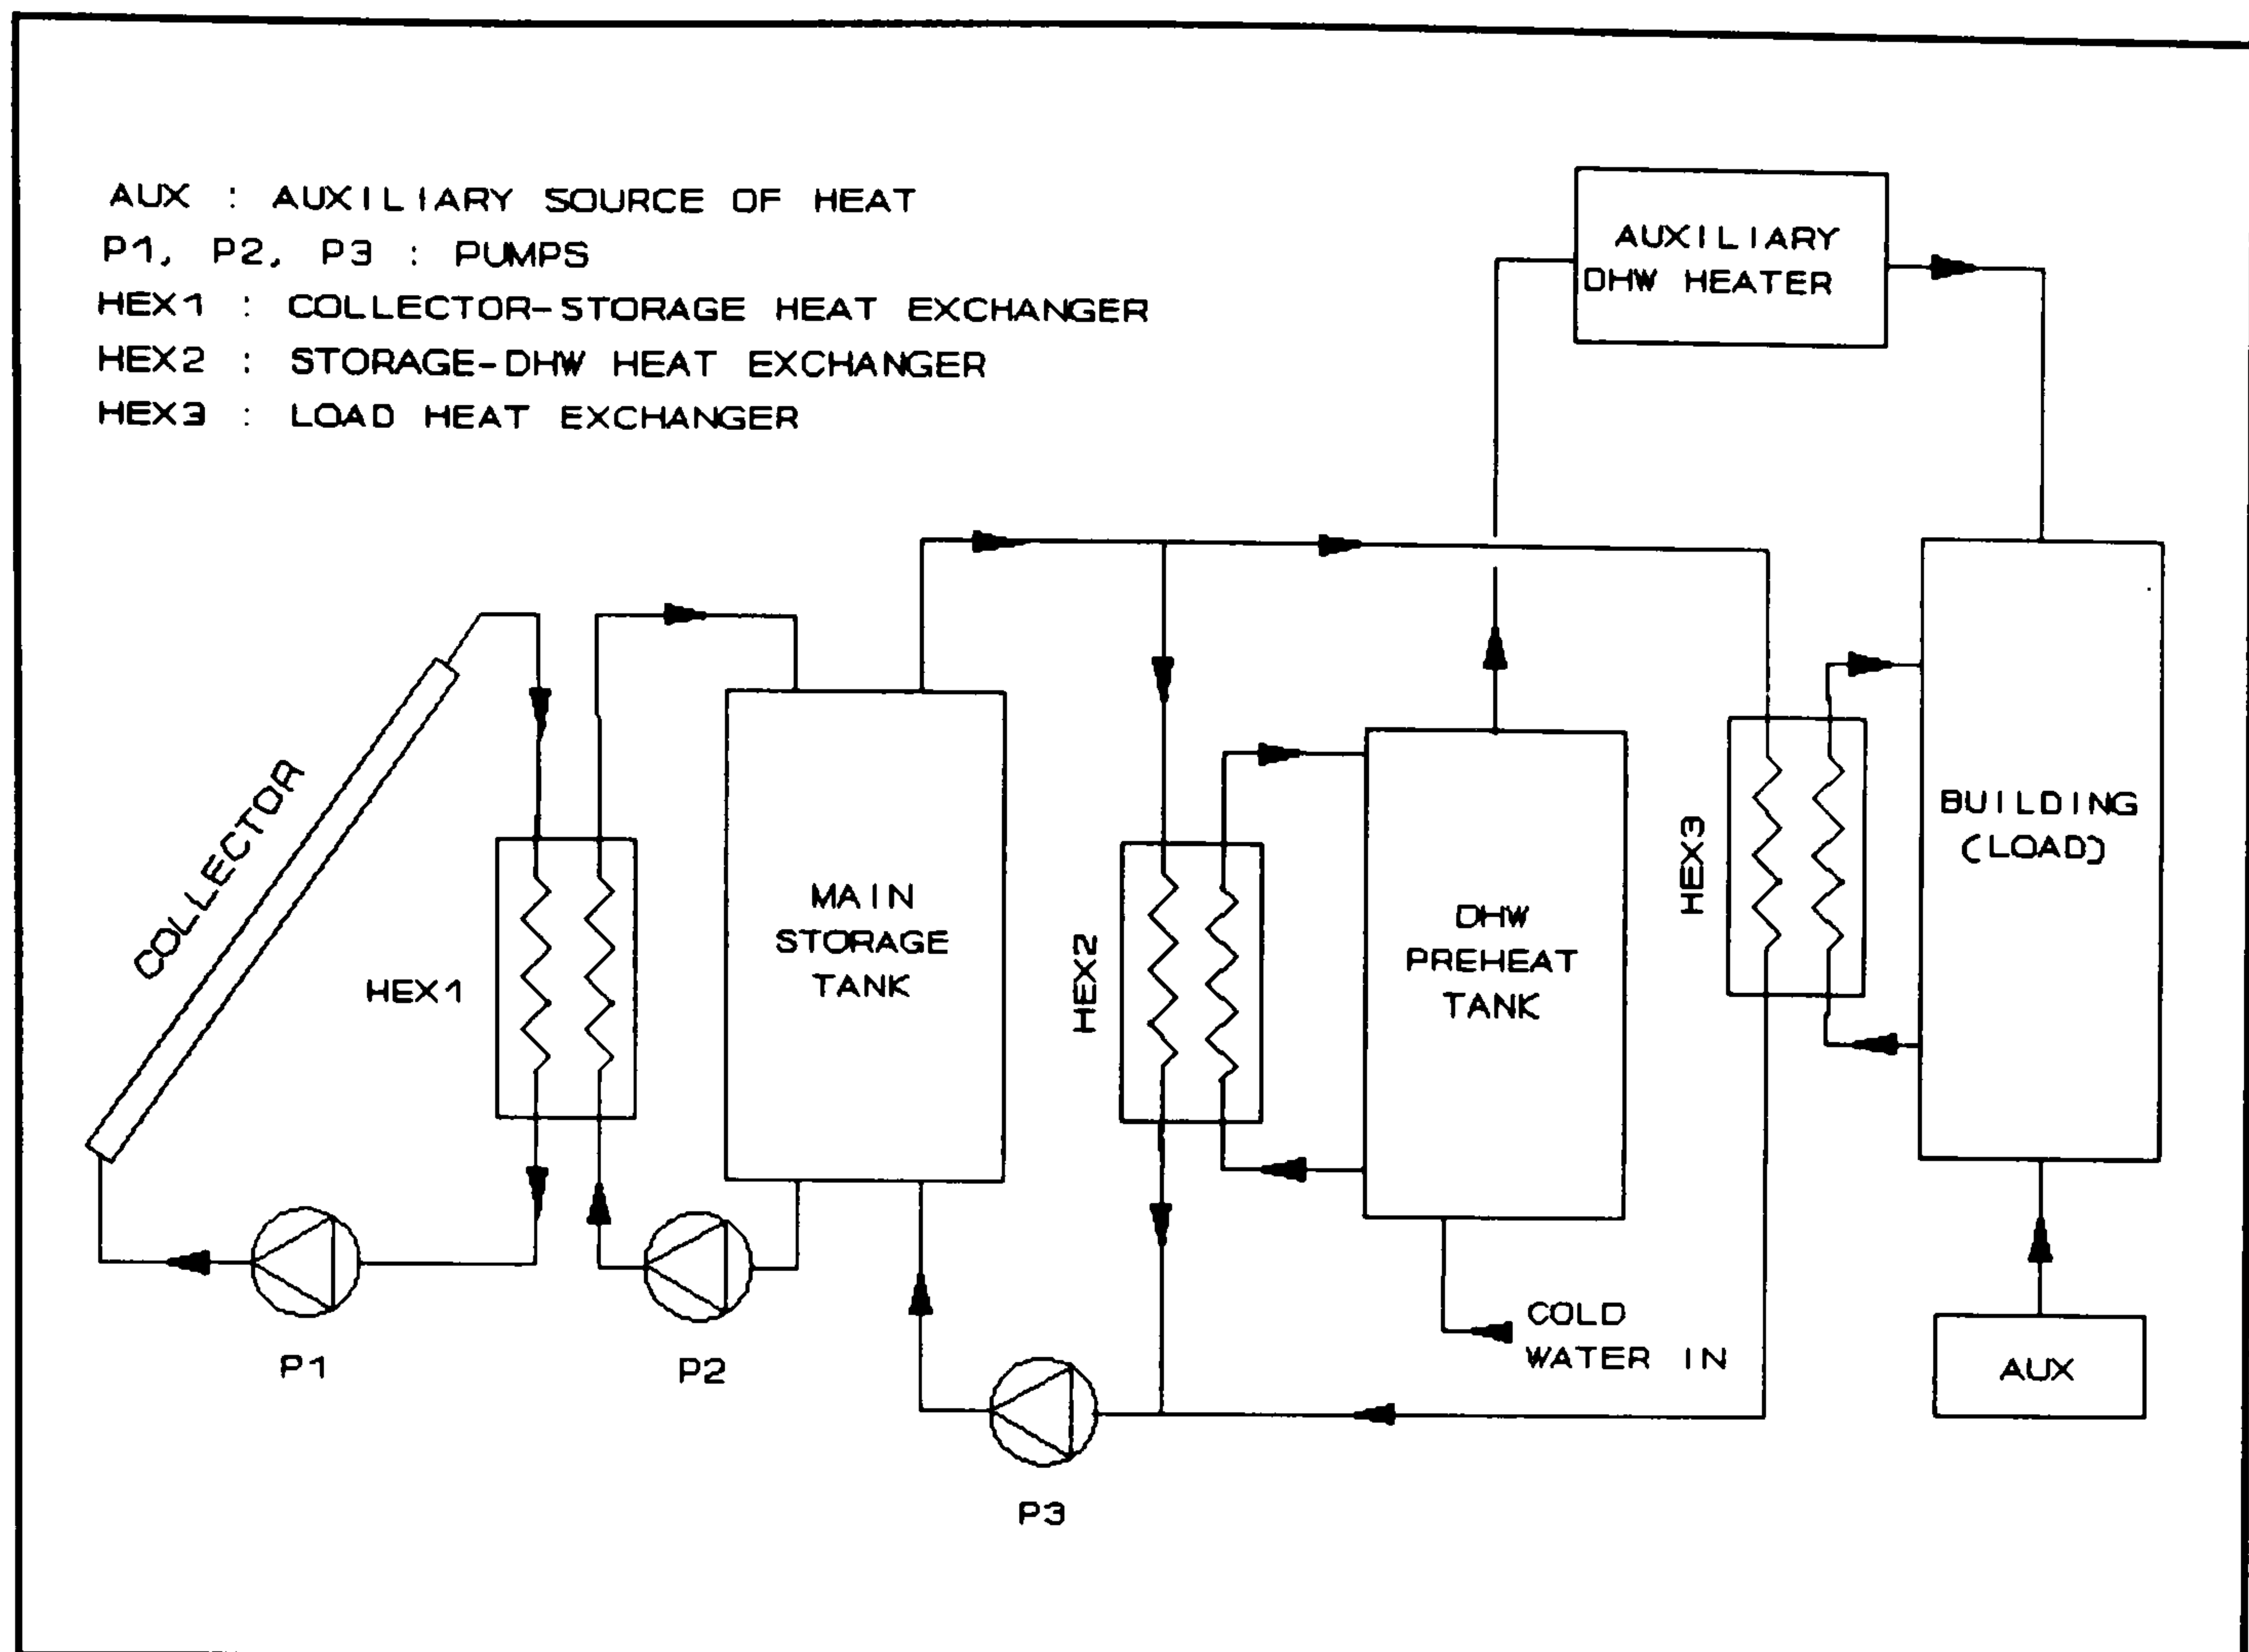 AUX : AUXILIARY SOURCE OF HEAT
P1, P2, P3 : PUMPS
HEX1 : COLLECTOR-STORAGE HEAT EXCHANGER
HEX2 : STORAGE-DHW HEAT EXCHANGER
HEX3 : LOAD HEAT EXCHANGER
AUXILIARY
DHW HEATER
COLLECTOR
HEX1
MAIN
STORAGE
TANK
HEX2
DHW
PREHEAT
TANK
HEX3
BUILDING
(LOAD)
P1
P2
P3
COLD
WATER IN
AUX